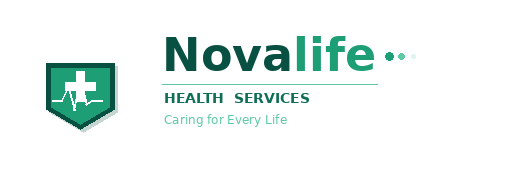 Novalife
HEALTH SERVICES
Caring for Every Life